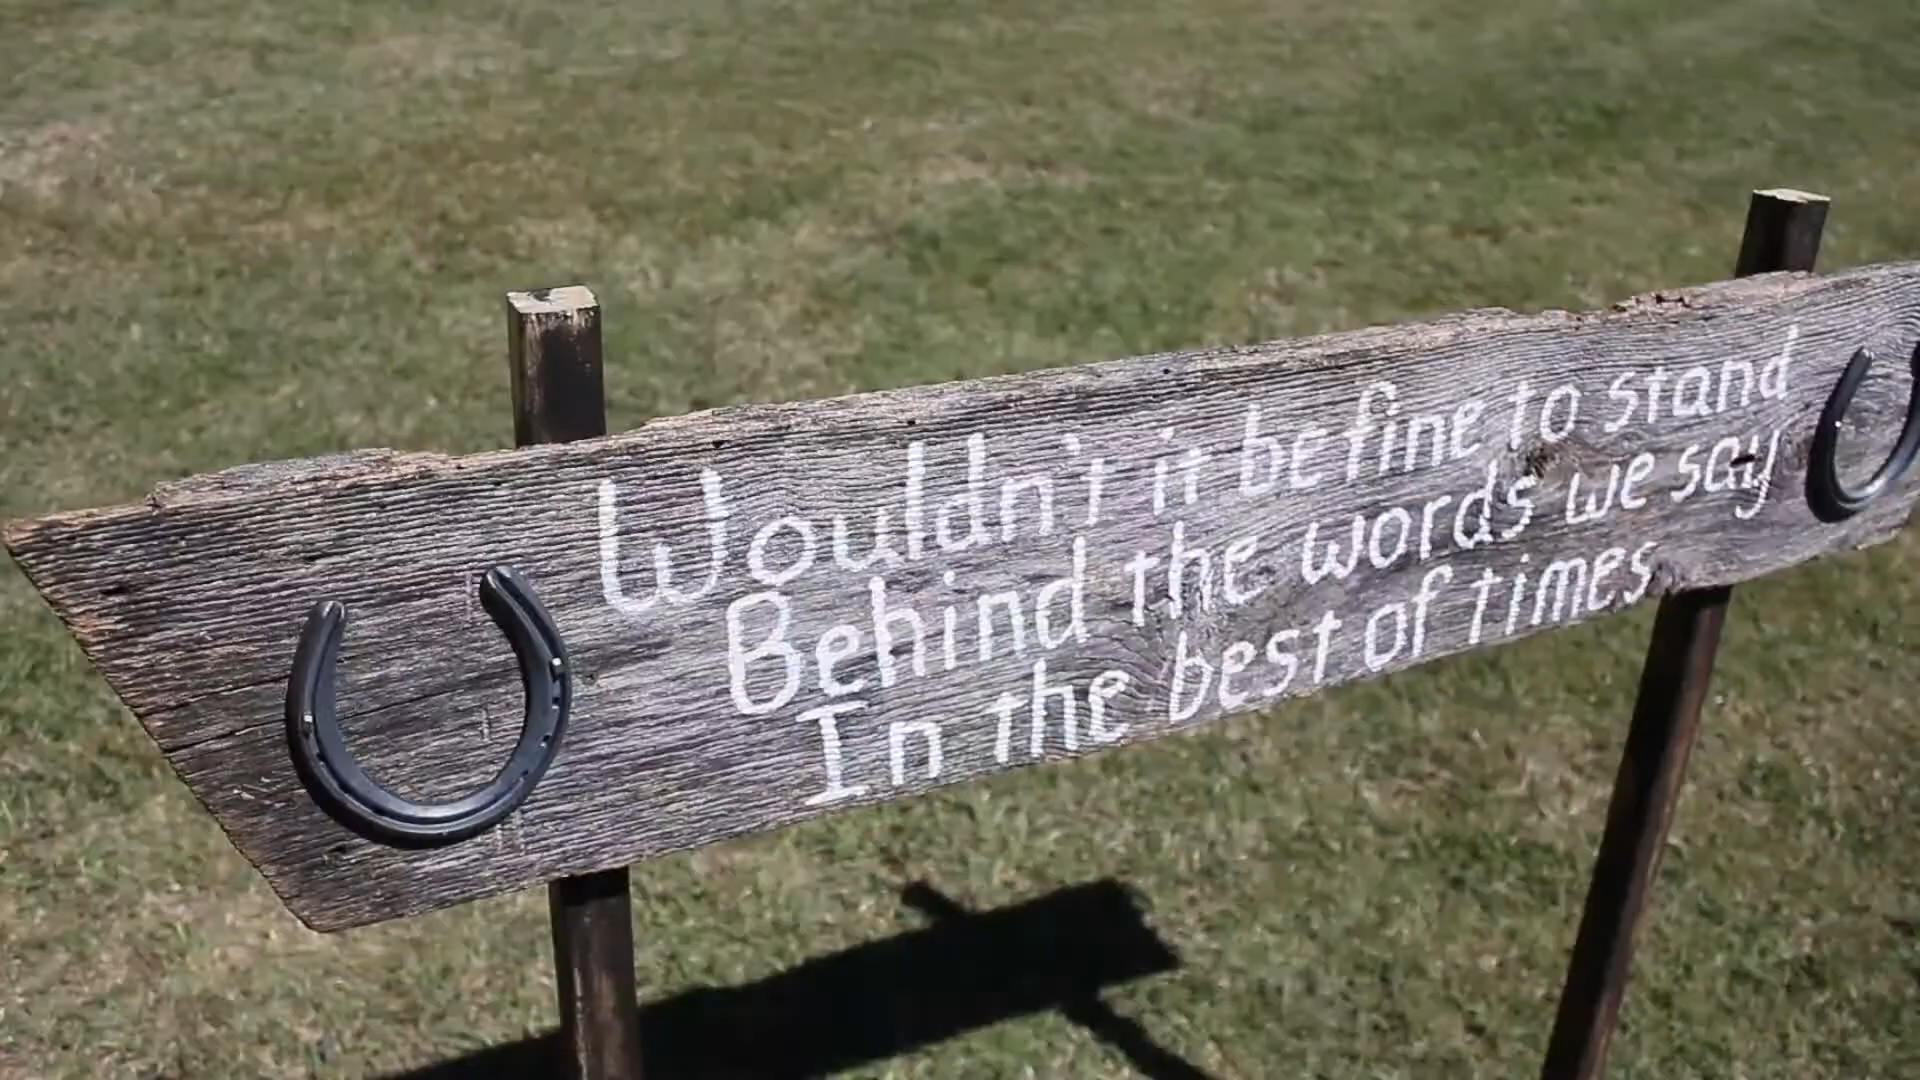 Wouldn't it be fine to stand
Behind the words we say
In the best of times